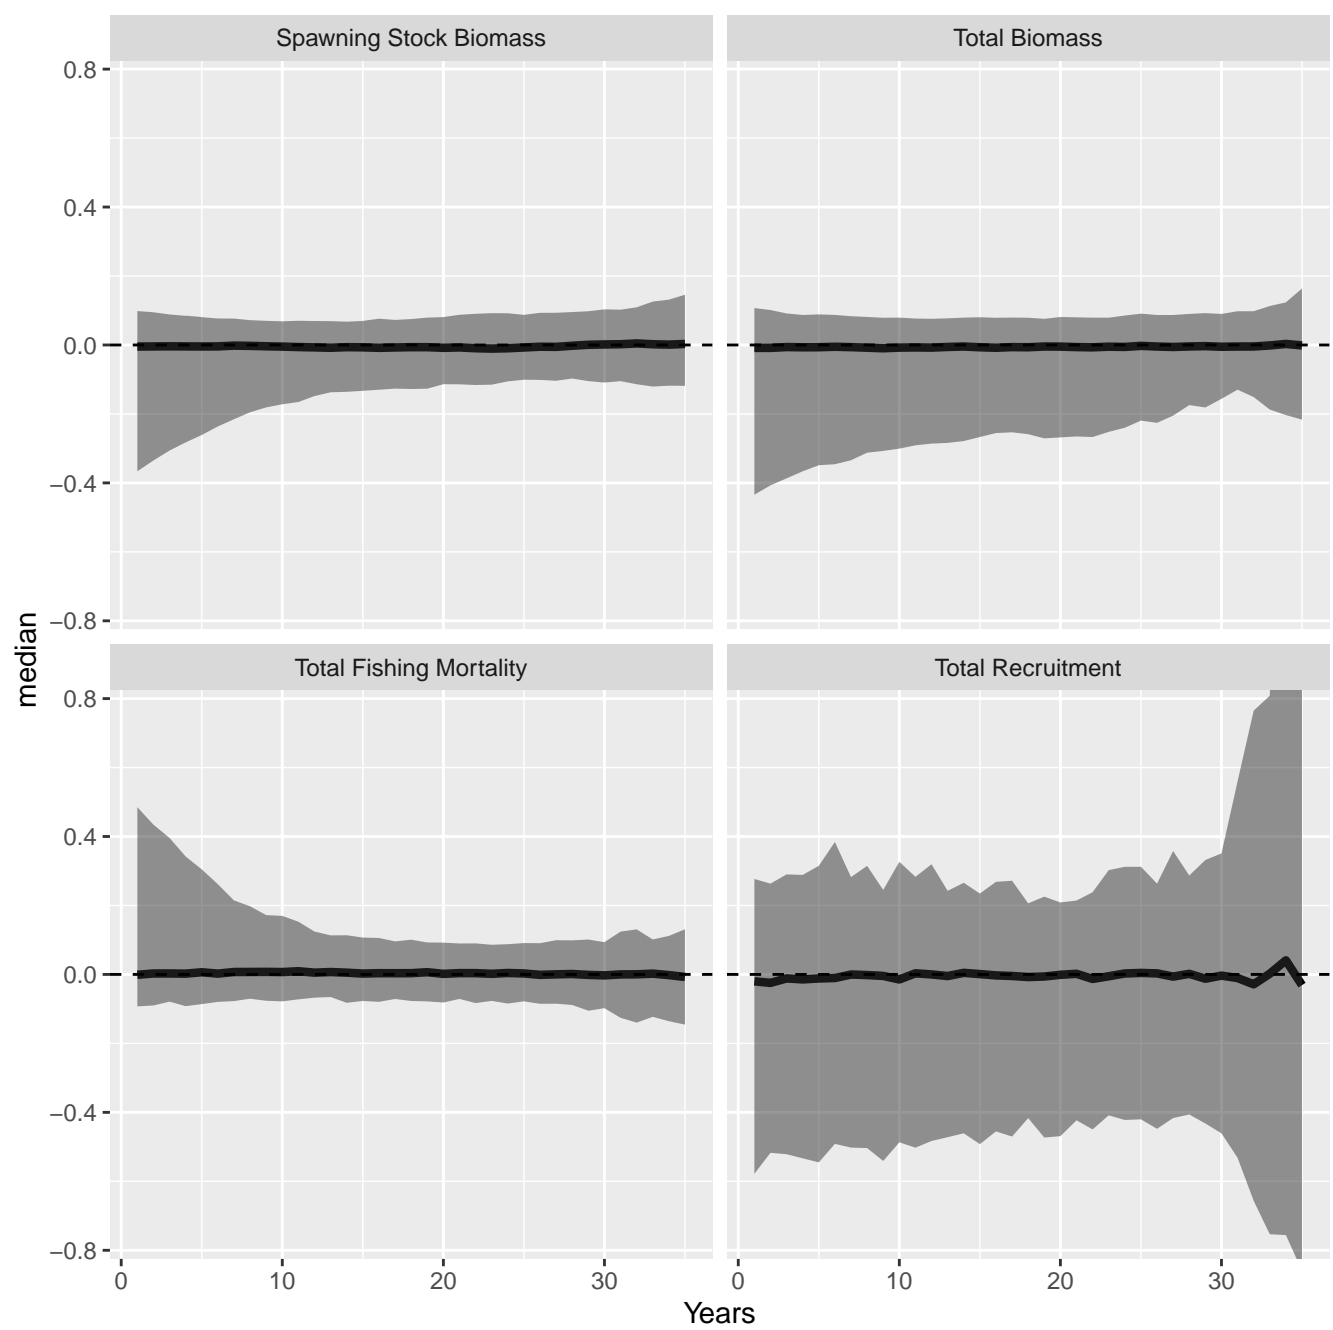 Spawning Stock Biomass
Total Biomass
0.8
0.4
0.0
−0.4
−0.8
median
Total Fishing Mortality
Total Recruitment
0.8
0.4
0.0
−0.4
−0.8
0 10 20 30
0 10 20 30
Years